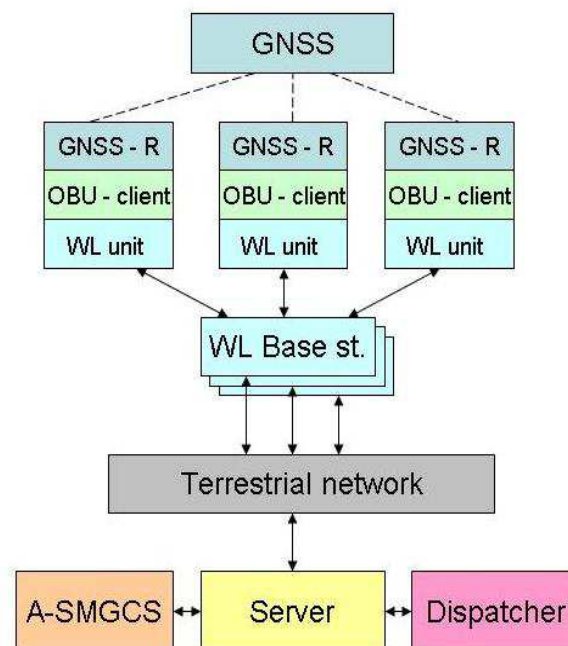 GNSS
GNSS - R
GNSS - R
GNSS - R
OBU - client
OBU - client
OBU - client
WL unit
WL unit
WL unit
WL Base st.
Terrestrial network
A-SMGCS
Server
Dispatcher